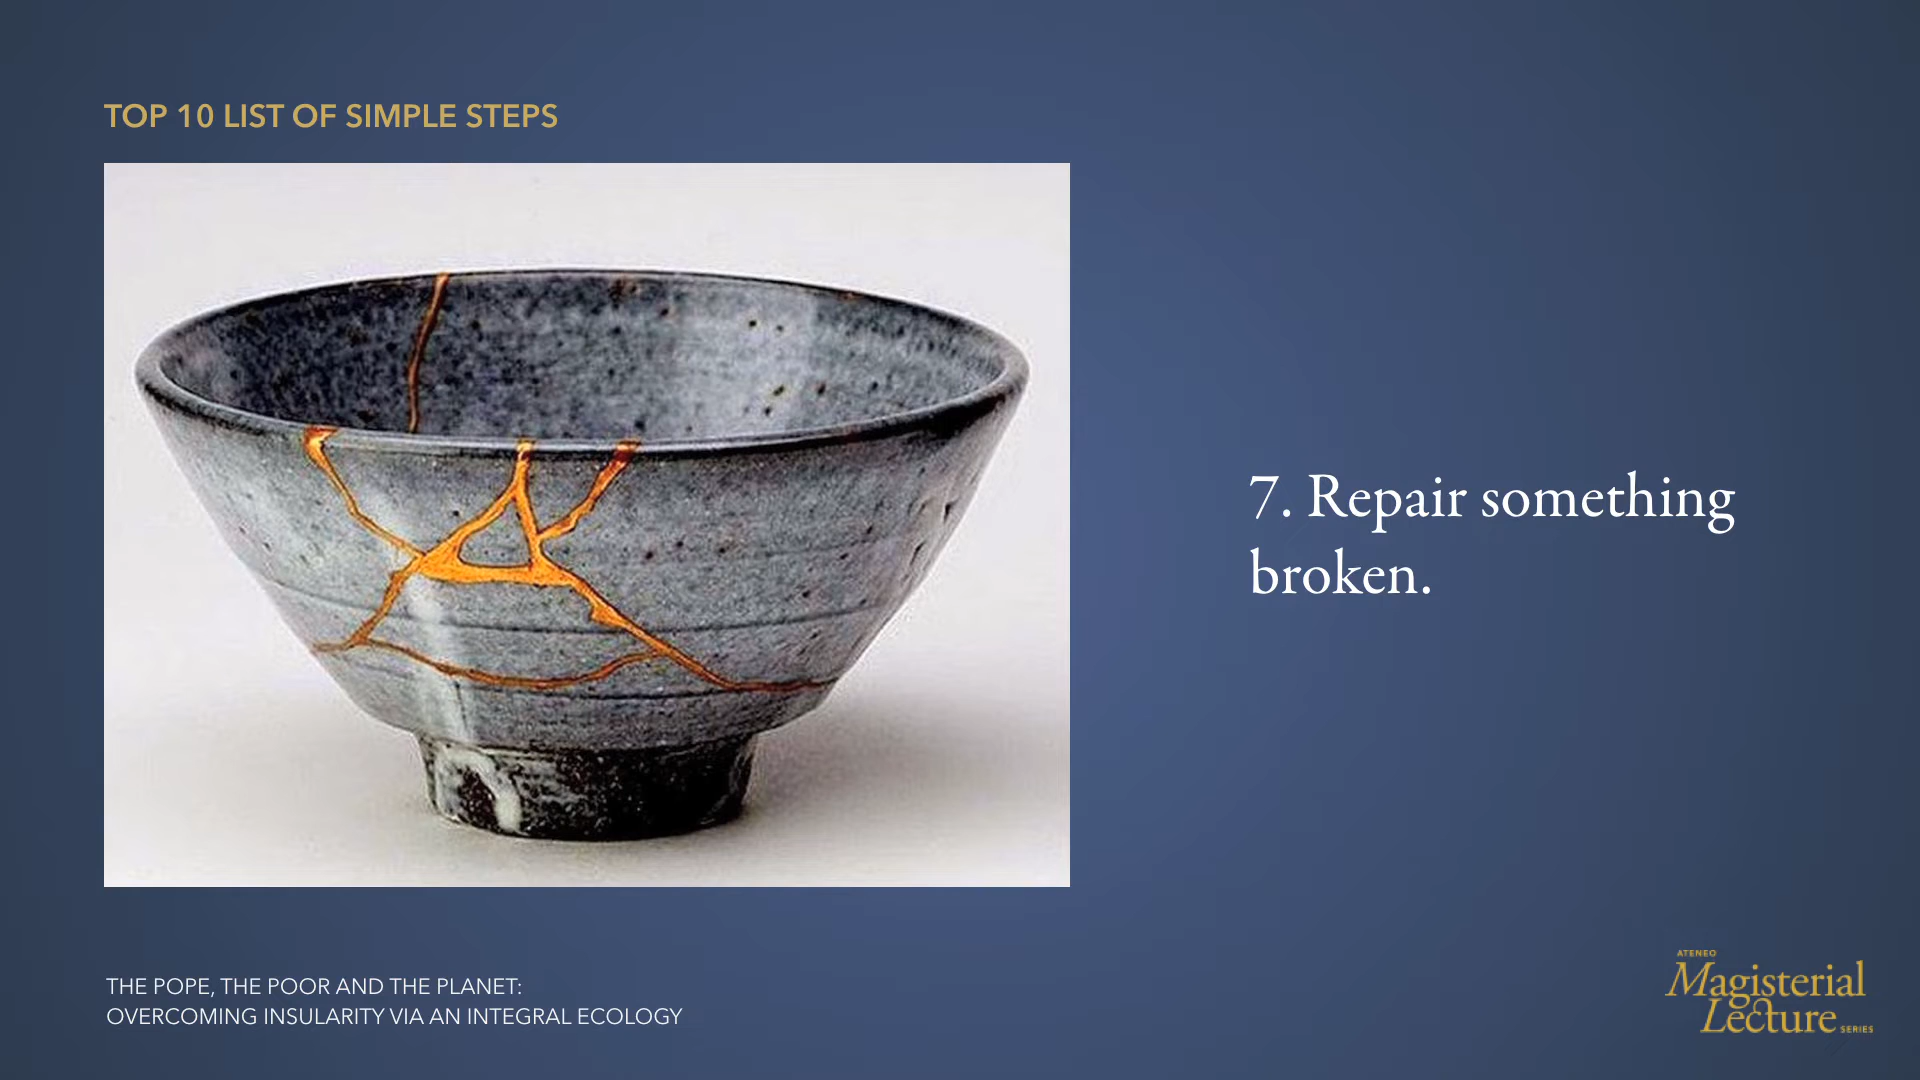 TOP 10 LIST OF SIMPLE STEPS
7. Repair something
broken.
THE POPE, THE POOR AND THE PLANET:
OVERCOMING INSULARITY VIA AN INTEGRAL ECOLOGY
ATENEO
Magisterial
Lecture SERIES